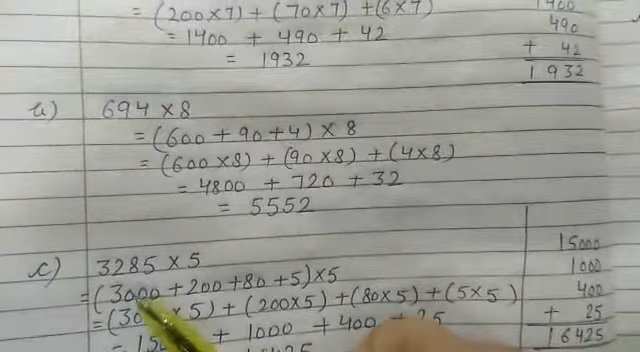 = (200×7) + (70×7) + (6×7)
= 1400 + 490 + 42
= 1932
1400
490
+ 42
1932
694 × 8
= (600 + 90 + 4) × 8
= (600×8) + (90×8) + (4×8)
= 4800 + 720 + 32
= 5552
c) 3285 × 5
= (3000 + 200 + 80 + 5) × 5
×5) + (200×5) + (80×5) + (5×5)
+ 1000 + 400 + 25
15000
1000
400
+ 25
16425